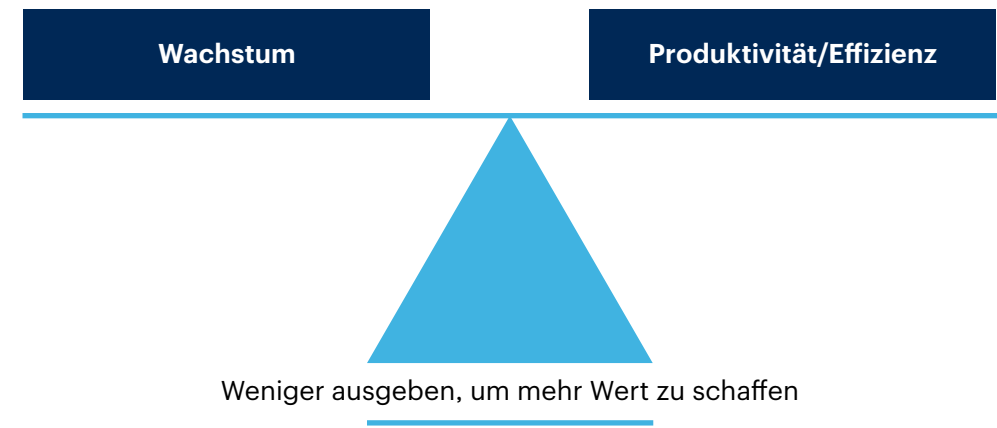 Wachstum
Produktivität/Effizienz
Weniger ausgeben, um mehr Wert zu schaffen